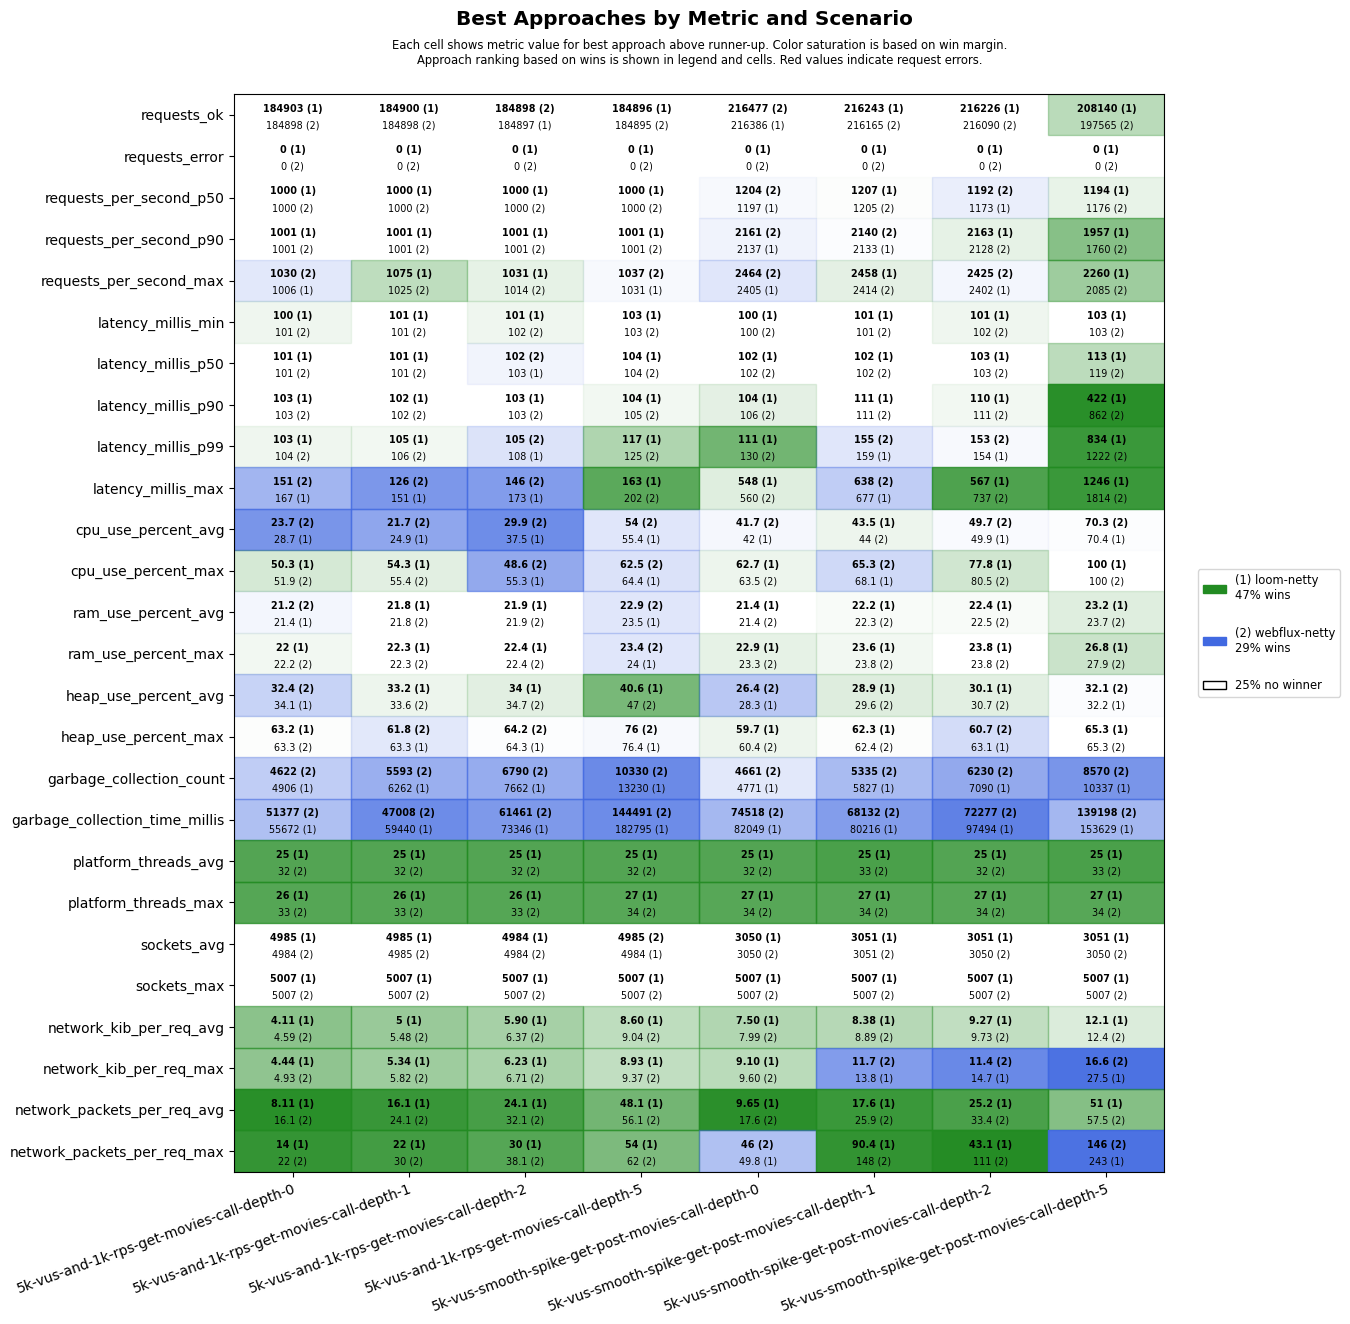 Best Approaches by Metric and Scenario
Each cell shows metric value for best approach above runner-up. Color saturation is based on win margin.
Approach ranking based on wins is shown in legend and cells. Red values indicate request errors.
requests_ok
184903 (1) 184900 (1) 184898 (2) 184896 (1) 216477 (2) 216243 (1) 216226 (1) 208140 (1)
184898 (2) 184898 (2) 184897 (1) 184895 (2) 216386 (1) 216165 (2) 216090 (2) 197565 (2)
requests_error
0 (1) 0 (1) 0 (1) 0 (1) 0 (1) 0 (1) 0 (1) 0 (1)
0 (2) 0 (2) 0 (2) 0 (2) 0 (2) 0 (2) 0 (2) 0 (2)
requests_per_second_p50
1000 (1) 1000 (1) 1000 (1) 1000 (1) 1204 (2) 1207 (1) 1192 (2) 1194 (1)
1000 (2) 1000 (2) 1000 (2) 1000 (2) 1197 (1) 1205 (2) 1173 (1) 1176 (2)
requests_per_second_p90
1001 (1) 1001 (1) 1001 (1) 1001 (1) 2161 (2) 2140 (2) 2163 (1) 1957 (1)
1001 (2) 1001 (2) 1001 (2) 1001 (2) 2137 (1) 2133 (1) 2128 (2) 1760 (2)
requests_per_second_max
1030 (2) 1075 (1) 1031 (1) 1037 (2) 2464 (2) 2458 (1) 2425 (2) 2260 (1)
1006 (1) 1025 (2) 1014 (2) 1031 (1) 2405 (1) 2414 (2) 2402 (1) 2085 (2)
latency_millis_min
100 (1) 101 (1) 101 (1) 103 (1) 100 (1) 101 (1) 101 (1) 103 (1)
101 (2) 101 (2) 102 (2) 103 (2) 100 (2) 101 (2) 102 (2) 103 (2)
latency_millis_p50
101 (1) 101 (1) 102 (2) 104 (1) 102 (1) 102 (1) 103 (1) 113 (1)
101 (2) 101 (2) 103 (1) 104 (2) 102 (2) 102 (2) 103 (2) 119 (2)
latency_millis_p90
103 (1) 102 (1) 103 (1) 104 (1) 104 (1) 111 (1) 110 (1) 422 (1)
103 (2) 102 (2) 103 (2) 105 (2) 106 (2) 111 (2) 111 (2) 862 (2)
latency_millis_p99
103 (1) 105 (1) 105 (2) 117 (1) 111 (1) 155 (2) 153 (2) 834 (1)
104 (2) 106 (2) 108 (1) 125 (2) 130 (2) 159 (1) 154 (1) 1222 (2)
latency_millis_max
151 (2) 126 (2) 146 (2) 163 (1) 548 (1) 638 (2) 567 (1) 1246 (1)
167 (1) 151 (1) 173 (1) 202 (2) 560 (2) 677 (1) 737 (2) 1814 (2)
cpu_use_percent_avg
23.7 (2) 21.7 (2) 29.9 (2) 54 (2) 41.7 (2) 43.5 (1) 49.7 (2) 70.3 (2)
28.7 (1) 24.9 (1) 37.5 (1) 55.4 (1) 42 (1) 44 (2) 49.9 (1) 70.4 (1)
cpu_use_percent_max
50.3 (1) 54.3 (1) 48.6 (2) 62.5 (2) 62.7 (1) 65.3 (2) 77.8 (1) 100 (1)
51.9 (2) 55.4 (2) 55.3 (1) 64.4 (1) 63.5 (2) 68.1 (1) 80.5 (2) 100 (2)
ram_use_percent_avg
21.2 (2) 21.8 (1) 21.9 (1) 22.9 (2) 21.4 (1) 22.2 (1) 22.4 (1) 23.2 (1)
21.4 (1) 21.8 (2) 21.9 (2) 23.5 (1) 21.4 (2) 22.3 (2) 22.5 (2) 23.7 (2)
ram_use_percent_max
22 (1) 22.3 (1) 22.4 (1) 23.4 (2) 22.9 (1) 23.6 (1) 23.8 (1) 26.8 (1)
22.2 (2) 22.3 (2) 22.4 (2) 24 (1) 23.3 (2) 23.8 (2) 23.8 (2) 27.9 (2)
heap_use_percent_avg
32.4 (2) 33.2 (1) 34 (1) 40.6 (1) 26.4 (2) 28.9 (1) 30.1 (1) 32.1 (2)
34.1 (1) 33.6 (2) 34.7 (2) 47 (2) 28.3 (1) 29.6 (2) 30.7 (2) 32.2 (1)
heap_use_percent_max
63.2 (1) 61.8 (2) 64.2 (2) 76 (2) 59.7 (1) 62.3 (1) 60.7 (2) 65.3 (1)
63.3 (2) 63.3 (1) 64.3 (1) 76.4 (1) 60.4 (2) 62.4 (2) 63.1 (1) 65.3 (2)
garbage_collection_count
4622 (2) 5593 (2) 6790 (2) 10330 (2) 4661 (2) 5335 (2) 6230 (2) 8570 (2)
4906 (1) 6262 (1) 7662 (1) 13230 (1) 4771 (1) 5827 (1) 7090 (1) 10337 (1)
garbage_collection_time_millis
51377 (2) 47008 (2) 61461 (2) 144491 (2) 74518 (2) 68132 (2) 72277 (2) 139198 (2)
55672 (1) 59440 (1) 73346 (1) 182795 (1) 82049 (1) 80216 (1) 97494 (1) 153629 (1)
platform_threads_avg
25 (1) 25 (1) 25 (1) 25 (1) 25 (1) 25 (1) 25 (1) 25 (1)
32 (2) 32 (2) 32 (2) 32 (2) 32 (2) 33 (2) 32 (2) 33 (2)
platform_threads_max
26 (1) 26 (1) 26 (1) 27 (1) 27 (1) 27 (1) 27 (1) 27 (1)
33 (2) 33 (2) 33 (2) 34 (2) 34 (2) 34 (2) 34 (2) 34 (2)
sockets_avg
4985 (1) 4985 (1) 4984 (1) 4985 (2) 3050 (1) 3051 (1) 3051 (1) 3051 (1)
4984 (2) 4985 (2) 4984 (2) 4984 (1) 3050 (2) 3051 (2) 3050 (2) 3050 (2)
sockets_max
5007 (1) 5007 (1) 5007 (1) 5007 (1) 5007 (1) 5007 (1) 5007 (1) 5007 (1)
5007 (2) 5007 (2) 5007 (2) 5007 (2) 5007 (2) 5007 (2) 5007 (2) 5007 (2)
network_kib_per_req_avg
4.11 (1) 5 (1) 5.90 (1) 8.60 (1) 7.50 (1) 8.38 (1) 9.27 (1) 12.1 (1)
4.59 (2) 5.48 (2) 6.37 (2) 9.04 (2) 7.99 (2) 8.89 (2) 9.73 (2) 12.4 (2)
network_kib_per_req_max
4.44 (1) 5.34 (1) 6.23 (1) 8.93 (1) 9.10 (1) 11.7 (2) 11.4 (2) 16.6 (2)
4.93 (2) 5.82 (2) 6.71 (2) 9.37 (2) 9.60 (2) 13.8 (1) 14.7 (1) 27.5 (1)
network_packets_per_req_avg
8.11 (1) 16.1 (1) 24.1 (1) 48.1 (1) 9.65 (1) 17.6 (1) 25.2 (1) 51 (1)
16.1 (2) 24.1 (2) 32.1 (2) 56.1 (2) 17.6 (2) 25.9 (2) 33.4 (2) 57.5 (2)
network_packets_per_req_max
14 (1) 22 (1) 30 (1) 54 (1) 46 (2) 90.4 (1) 43.1 (1) 146 (2)
22 (2) 30 (2) 38.1 (2) 62 (2) 49.8 (1) 148 (2) 111 (2) 243 (1)
5k-vus-and-1k-rps-get-movies-call-depth-0
5k-vus-and-1k-rps-get-movies-call-depth-1
5k-vus-and-1k-rps-get-movies-call-depth-2
5k-vus-and-1k-rps-get-movies-call-depth-5
5k-vus-smooth-spike-get-post-movies-call-depth-0
5k-vus-smooth-spike-get-post-movies-call-depth-1
5k-vus-smooth-spike-get-post-movies-call-depth-2
5k-vus-smooth-spike-get-post-movies-call-depth-5
(1) loom-netty
47% wins
(2) webflux-netty
29% wins
25% no winner